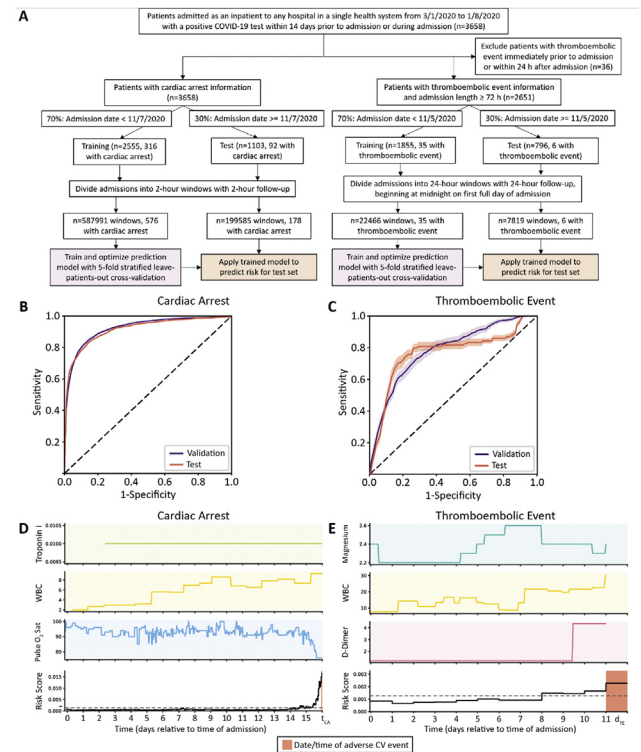 A
Patients admitted as an inpatient to any hospital in a single health system from 3/1/2020 to 1/8/2020
with a positive COVID-19 test within 14 days prior to admission or during admission (n=3658)
Exclude patients with thromboembolic
event immediately prior to admission
or within 24 h after admission (n=36)
Patients with cardiac arrest information
(n=3658)
Patients with thromboembolic event information
and admission length ≥ 72 h (n=2651)
70%: Admission date < 11/7/2020
30%: Admission date >= 11/7/2020
70%: Admission date < 11/5/2020
30%: Admission date >= 11/5/2020
Training (n=2555, 316
with cardiac arrest)
Test (n=1103, 92 with
cardiac arrest)
Training (n=1855, 35 with
thromboembolic event)
Test (n=796, 6 with
thromboembolic event)
Divide admissions into 2-hour windows with 2-hour follow-up
Divide admissions into 24-hour windows with 24-hour follow-up,
beginning at midnight on first full day of admission
n=587991 windows, 576
with cardiac arrest
n=199585 windows, 178
with cardiac arrest
n=22466 windows, 35 with
thromboembolic event
n=7819 windows, 6 with
thromboembolic event
Train and optimize prediction
model with 5-fold stratified leave-
patients-out cross-validation
Apply trained model to
predict risk for test set
Train and optimize prediction
model with 5-fold stratified leave-
patients-out cross-validation
Apply trained model to
predict risk for test set
B
Cardiac Arrest
1.0
0.8
0.6
0.4
0.2
0.0 0.2 0.4 0.6 0.8 1.0
Sensitivity
1-Specificity
Validation
Test
C
Thromboembolic Event
1.0
0.8
0.6
0.4
0.2
0.0 0.2 0.4 0.6 0.8 1.0
Sensitivity
1-Specificity
Validation
Test
D
Cardiac Arrest
Troponin I
0.0105
0.0100
0.0095
WBC
8
6
4
2
Pulse O2 Sat
100
90
80
Risk Score
0.015
0.010
0.005
0.000
0 1 2 3 4 5 6 7 8 9 10 11 12 13 14 15 tCA
Time (days relative to time of admission)
E
Thromboembolic Event
Magnesium
2.6
2.4
2.2
WBC
30
20
10
D-Dimer
4
3
2
Risk Score
0.003
0.002
0.001
0.000
0 1 2 3 4 5 6 7 8 9 10 11 dTE
Time (days relative to time of admission)
Date/time of adverse CV event